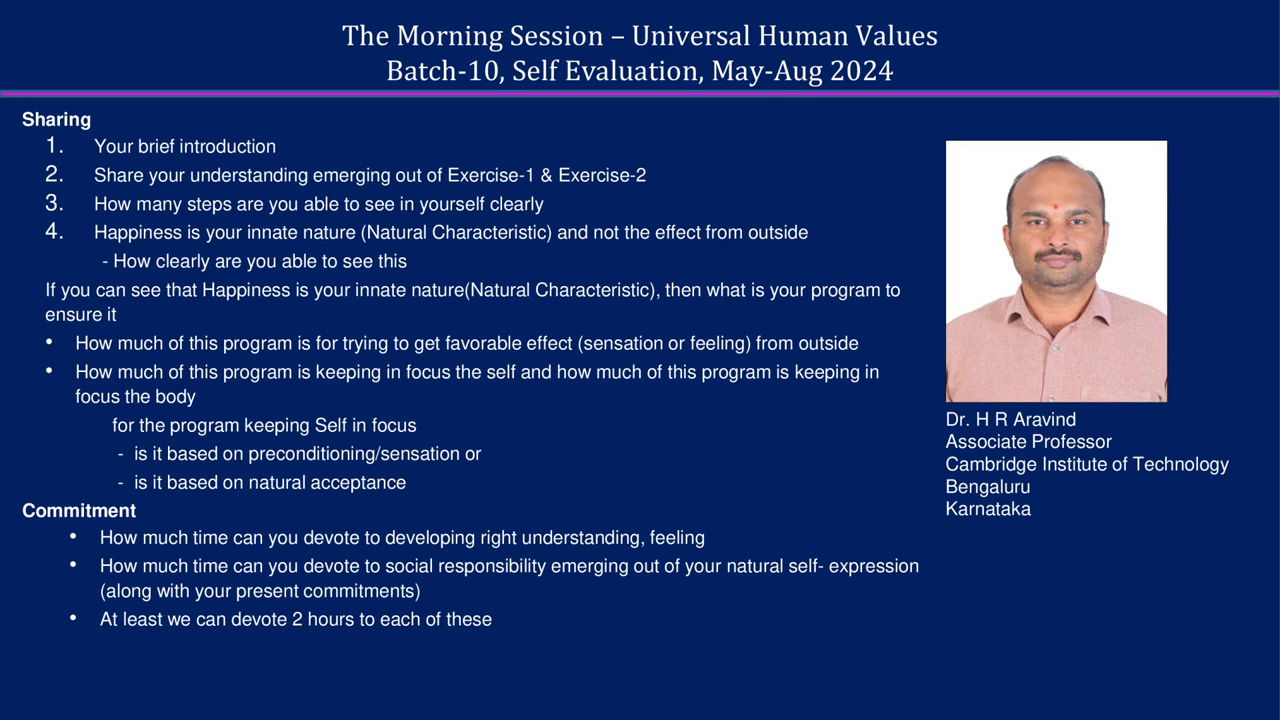 The Morning Session – Universal Human Values
Batch-10, Self Evaluation, May-Aug 2024
Sharing
1. Your brief introduction
2. Share your understanding emerging out of Exercise-1 & Exercise-2
3. How many steps are you able to see in yourself clearly
4. Happiness is your innate nature (Natural Characteristic) and not the effect from outside
- How clearly are you able to see this
If you can see that Happiness is your innate nature(Natural Characteristic), then what is your program to
ensure it
• How much of this program is for trying to get favorable effect (sensation or feeling) from outside
• How much of this program is keeping in focus the self and how much of this program is keeping in
focus the body
for the program keeping Self in focus
- is it based on preconditioning/sensation or
- is it based on natural acceptance
Commitment
• How much time can you devote to developing right understanding, feeling
• How much time can you devote to social responsibility emerging out of your natural self- expression
(along with your present commitments)
• At least we can devote 2 hours to each of these
Dr. H R Aravind
Associate Professor
Cambridge Institute of Technology
Bengaluru
Karnataka